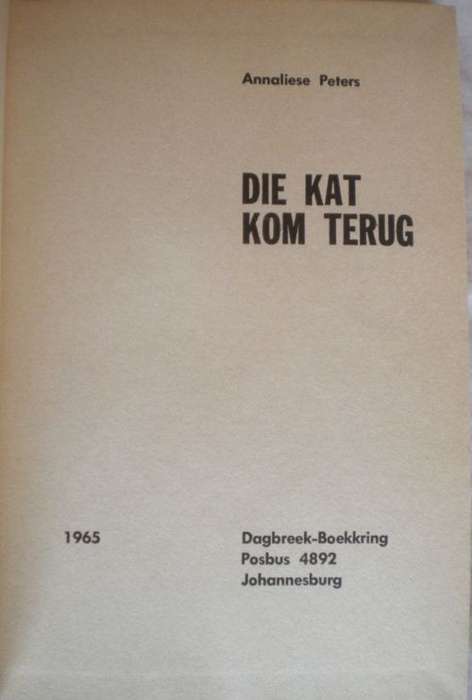 Annaliese Peters
DIE KAT
KOM TERUG
1965
Dagbreek-Boekkring
Posbus 4892
Johannesburg